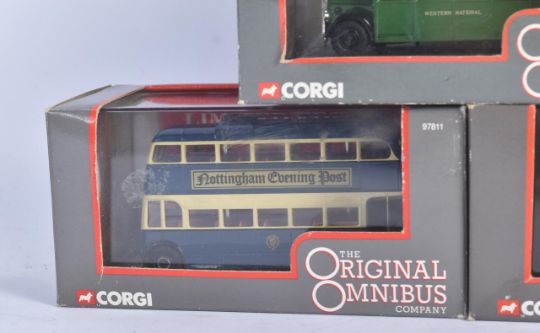 WESTERN NATIONAL
CORGI
97811
Nottingham Evening Post
THE
ORIGINAL
OMNIBUS
COMPANY
CORGI
CORGI